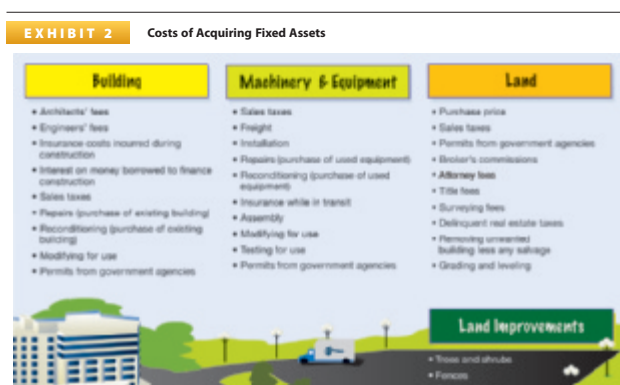 EXHIBIT 2
Costs of Acquiring Fixed Assets
Building
• Architects' fees
• Engineers' fees
• Insurance costs incurred during
construction
• Interest on money borrowed to finance
construction
• Sales taxes
• Repairs (purchase of existing building)
• Reconditioning (purchase of existing
building)
• Modifying for use
• Permits from government agencies
Machinery & Equipment
• Sales taxes
• Freight
• Installation
• Repairs (purchase of used equipment)
• Reconditioning (purchase of used
equipment)
• Insurance while in transit
• Assembly
• Modifying for use
• Testing for use
• Permits from government agencies
Land
• Purchase price
• Sales taxes
• Permits from government agencies
• Broker's commissions
• Attorney fees
• Title fees
• Surveying fees
• Delinquent real estate taxes
• Removing unwanted
building less any salvage
• Grading and leveling
Land Improvements
• Trees and shrubs
• Fences